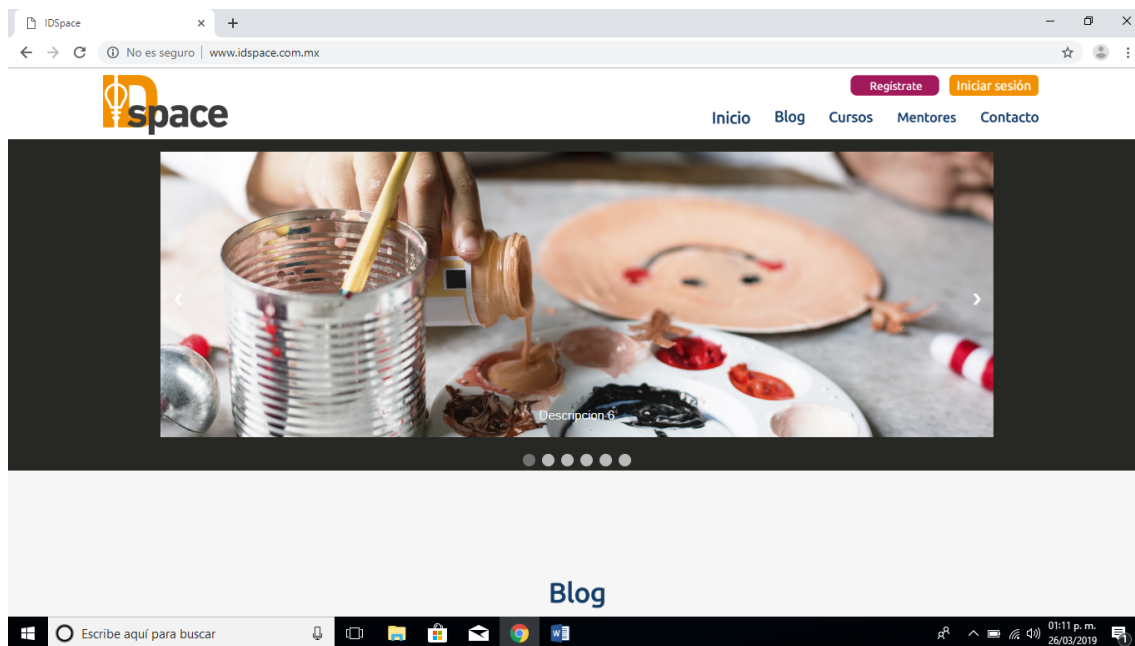 IDSpace
No es seguro | www.idspace.com.mx
IDspace
Regístrate
Iniciar sesión
Inicio
Blog
Cursos
Mentores
Contacto
Descripcion 6
Blog
Escribe aquí para buscar
01:11 p. m.
26/03/2019